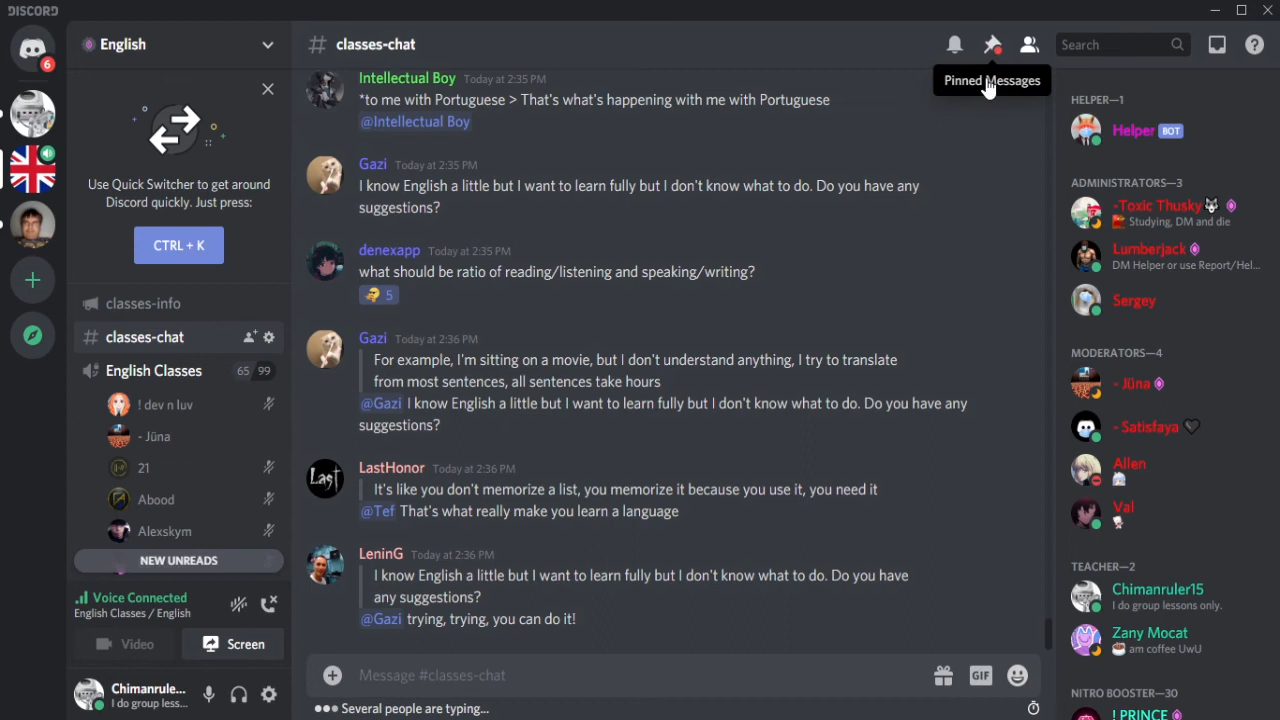 DISCORD
6
English
Use Quick Switcher to get around
Discord quickly. Just press:
CTRL + K
classes-info
classes-chat
English Classes 65 99
! dev n luv
- Jūna
21
Abood
Alexskym
NEW UNREADS
Voice Connected
English Classes / English
Video
Screen
Chimanrule...
I do group less...
classes-chat
Search
Pinned Messages
Intellectual Boy Today at 2:35 PM
*to me with Portuguese > That's what's happening with me with Portuguese
@Intellectual Boy
Gazi Today at 2:35 PM
I know English a little but I want to learn fully but I don't know what to do. Do you have any
suggestions?
denexapp Today at 2:35 PM
what should be ratio of reading/listening and speaking/writing?
5
Gazi Today at 2:36 PM
For example, I'm sitting on a movie, but I don't understand anything, I try to translate
from most sentences, all sentences take hours
@Gazi I know English a little but I want to learn fully but I don't know what to do. Do you have any
suggestions?
Last
LastHonor Today at 2:36 PM
It's like you don't memorize a list, you memorize it because you use it, you need it
@Tef That's what really make you learn a language
LeninG Today at 2:36 PM
I know English a little but I want to learn fully but I don't know what to do. Do you have
any suggestions?
@Gazi trying, trying, you can do it!
Message #classes-chat
GIF
Several people are typing...
HELPER—1
Helper BOT
ADMINISTRATORS—3
-Toxic Thusky
Studying, DM and die
Lumberjack
DM Helper or use Report/Hel...
Sergey
MODERATORS—4
- Jūna
- Satisfaya
Allen
Val
TEACHER—2
Chimanruler15
I do group lessons only.
Zany Mocat
am coffee UwU
NITRO BOOSTER—30
! PRINCE